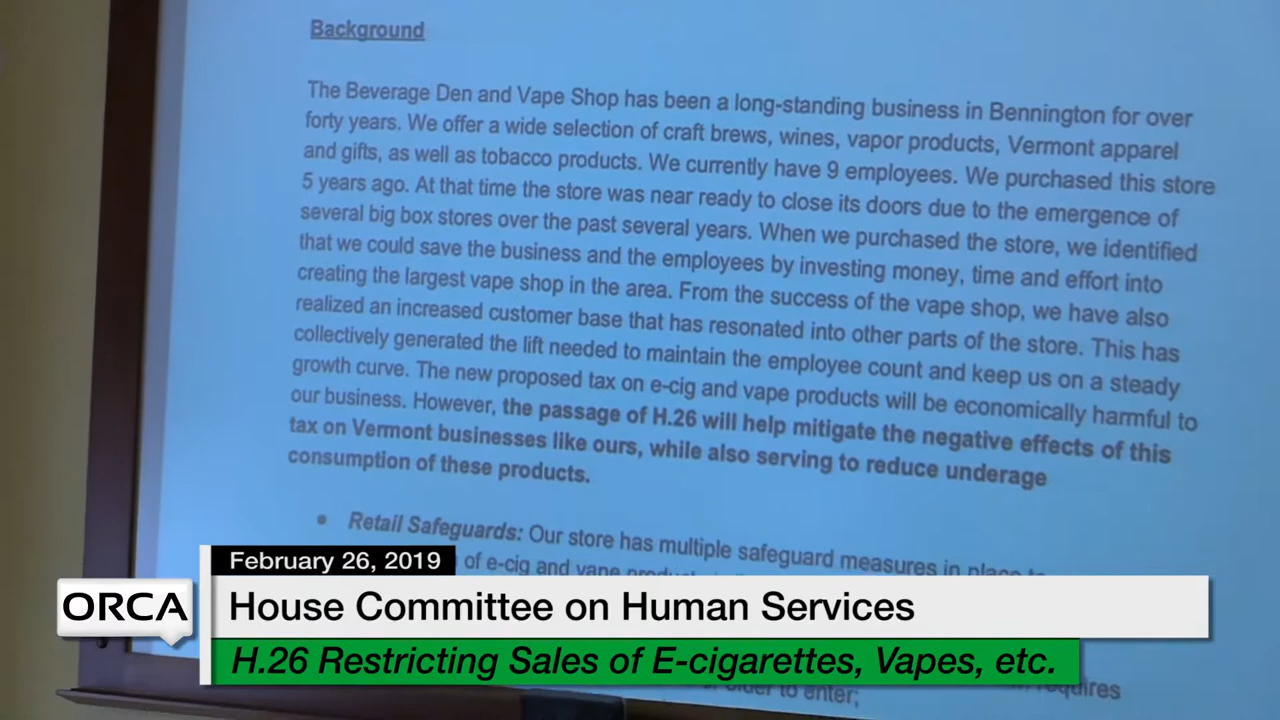 Background
The Beverage Den and Vape Shop has been a long-standing business in Bennington for over
forty years. We offer a wide selection of craft brews, wines, vapor products, Vermont apparel
and gifts, as well as tobacco products. We currently have 9 employees. We purchased this store
5 years ago. At that time the store was near ready to close its doors due to the emergence of
several big box stores over the past several years. When we purchased the store, we identified
that we could save the business and the employees by investing money, time and effort into
creating the largest vape shop in the area. From the success of the vape shop, we have also
realized an increased customer base that has resonated into other parts of the store. This has
collectively generated the lift needed to maintain the employee count and keep us on a steady
growth curve. The new proposed tax on e-cig and vape products will be economically harmful to
our business. However, the passage of H.26 will help mitigate the negative effects of this
tax on Vermont businesses like ours, while also serving to reduce underage
consumption of these products.
• Retail Safeguards: Our store has multiple safeguard measures in place to
of e-cig and vape
requires
order to enter;
February 26, 2019
ORCA
House Committee on Human Services
H.26 Restricting Sales of E-cigarettes, Vapes, etc.